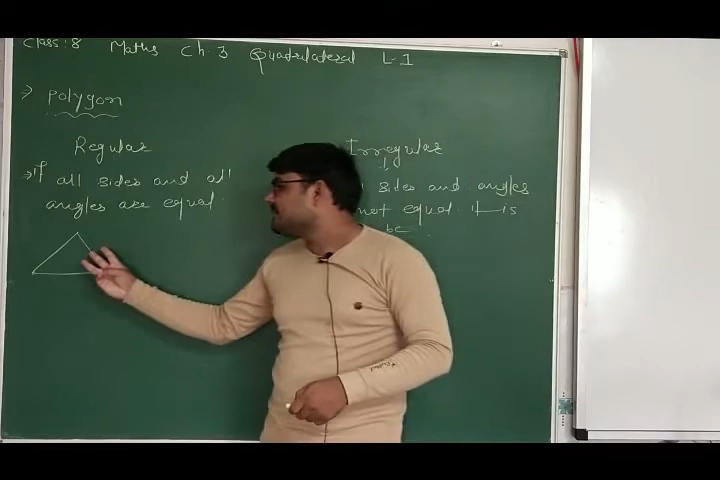 Class:8 Maths Ch.3 Quadrilateral L-1
→ Polygon
Regular
Irregular
→ If all sides and all
angles are equal
sides and angles
not equal. it is